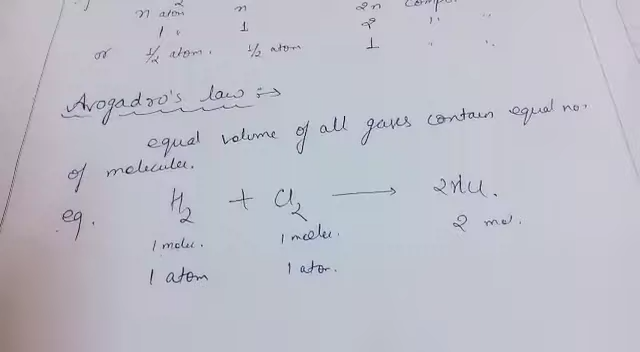 n atom n 2n
1 " 1 2 " "
or 1/2 atom. 1/2 atom 1 " "
Avogadro's law :→
equal volume of all gases contain equal no.
of molecules.
eg. H2 + Cl2 → 2HCl.
1 molec. 1 molec. 2 mol.
1 atom 1 atom.